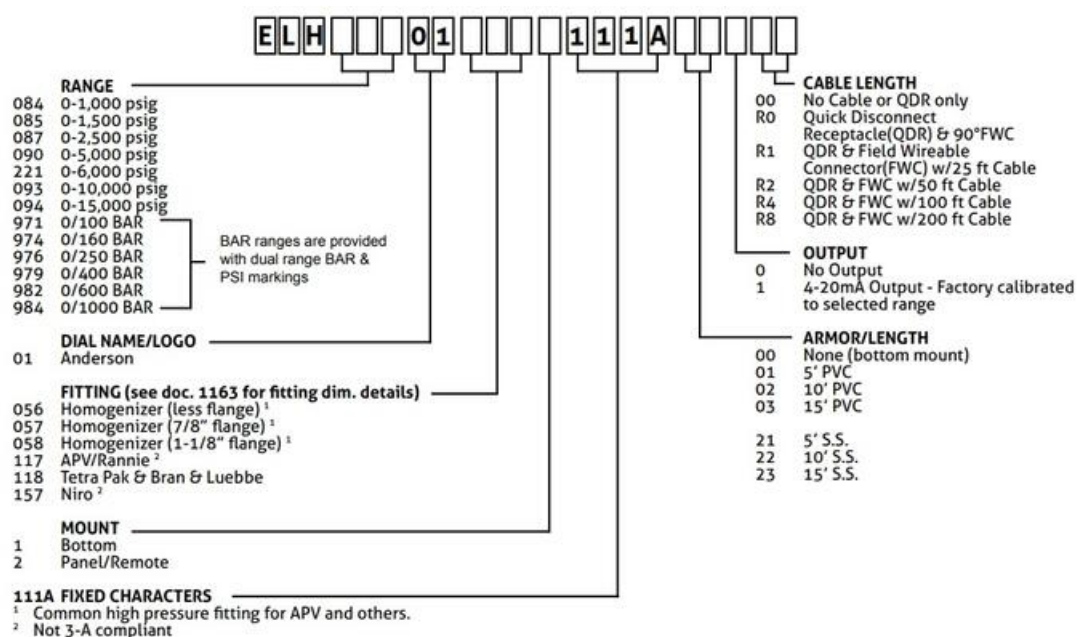 ELH 01 111A
RANGE
084 0-1,000 psig
085 0-1,500 psig
087 0-2,500 psig
090 0-5,000 psig
221 0-6,000 psig
093 0-10,000 psig
094 0-15,000 psig
971 0/100 BAR
974 0/160 BAR
976 0/250 BAR
979 0/400 BAR
982 0/600 BAR
984 0/1000 BAR
BAR ranges are provided
with dual range BAR &
PSI markings
DIAL NAME/LOGO
01 Anderson
FITTING (see doc. 1163 for fitting dim. details)
056 Homogenizer (less flange) ¹
057 Homogenizer (7/8” flange) ¹
058 Homogenizer (1-1/8” flange) ¹
117 APV/Rannie ²
118 Tetra Pak & Bran & Luebbe
157 Niro ²
MOUNT
1 Bottom
2 Panel/Remote
111A FIXED CHARACTERS
¹ Common high pressure fitting for APV and others.
² Not 3-A compliant
CABLE LENGTH
00 No Cable or QDR only
R0 Quick Disconnect
Receptacle(QDR) & 90°FWC
R1 QDR & Field Wireable
Connector(FWC) w/25 ft Cable
R2 QDR & FWC w/50 ft Cable
R4 QDR & FWC w/100 ft Cable
R8 QDR & FWC w/200 ft Cable
OUTPUT
0 No Output
1 4-20mA Output - Factory calibrated
to selected range
ARMOR/LENGTH
00 None (bottom mount)
01 5’ PVC
02 10’ PVC
03 15’ PVC
21 5’ S.S.
22 10’ S.S.
23 15’ S.S.